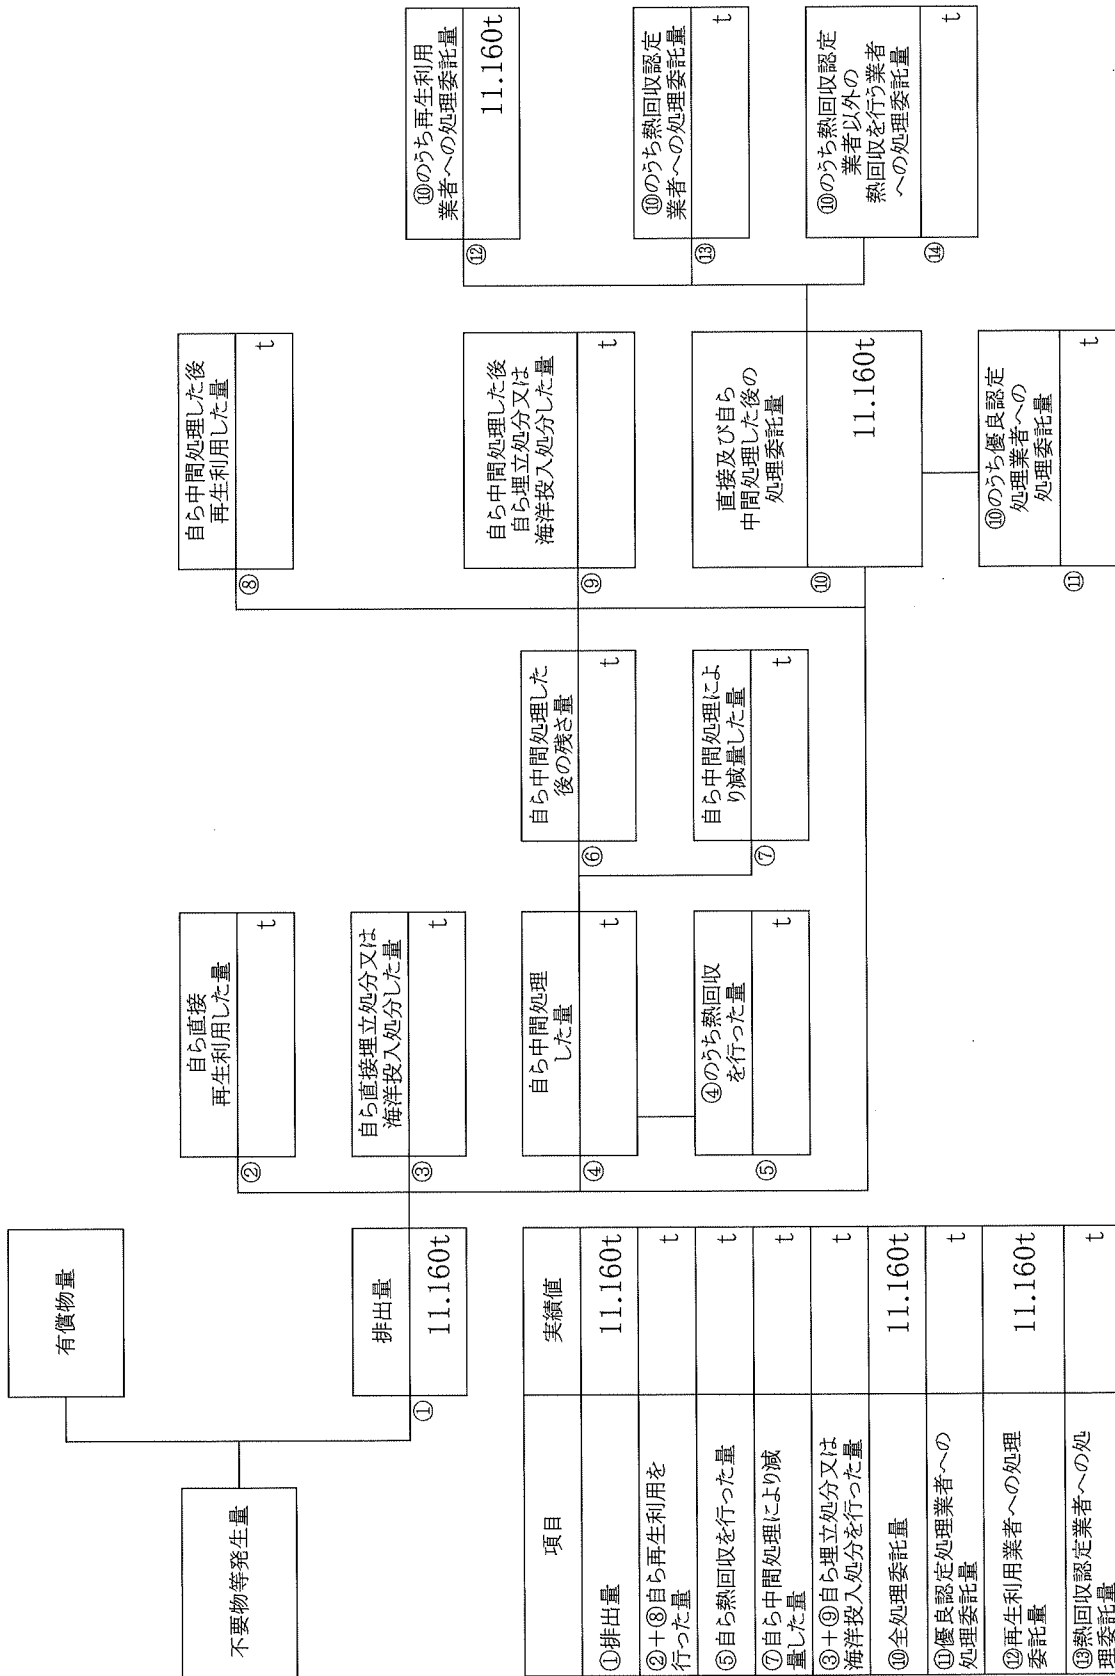 不要物等発生量
有償物量
排出量
①
11.160t
自ら直接
再生利用した量
②
t
自ら直接埋立処分又は
海洋投入処分した量
③
t
自ら中間処理
した量
④
t
④のうち熱回収
を行った量
⑤
t
自ら中間処理した
後の残さ量
⑥
t
自ら中間処理によ
り減量した量
⑦
t
自ら中間処理した後
再生利用した量
⑧
t
自ら中間処理した後
自ら埋立処分又は
海洋投入処分した量
⑨
t
直接及び自ら
中間処理した後の
処理委託量
⑩
11.160t
⑩のうち優良認定
処理業者への
処理委託量
⑪
t
⑩のうち再生利用
業者への処理委託量
⑫
11.160t
⑩のうち熱回収認定
業者への処理委託量
⑬
t
⑩のうち熱回収認定
業者以外の
熱回収を行う業者
への処理委託量
⑭
t
項目 実績値
①排出量 11.160t
②+⑧自ら再生利用を
行った量 t
⑤自ら熱回収を行った量 t
⑦自ら中間処理により減
量した量 t
③+⑨自ら埋立処分又は
海洋投入処分を行った量 t
⑩全処理委託量 11.160t
⑪優良認定処理業者への
処理委託量 t
⑫再生利用業者への処理
委託量 11.160t
⑬熱回収認定業者への処
理委託量 t